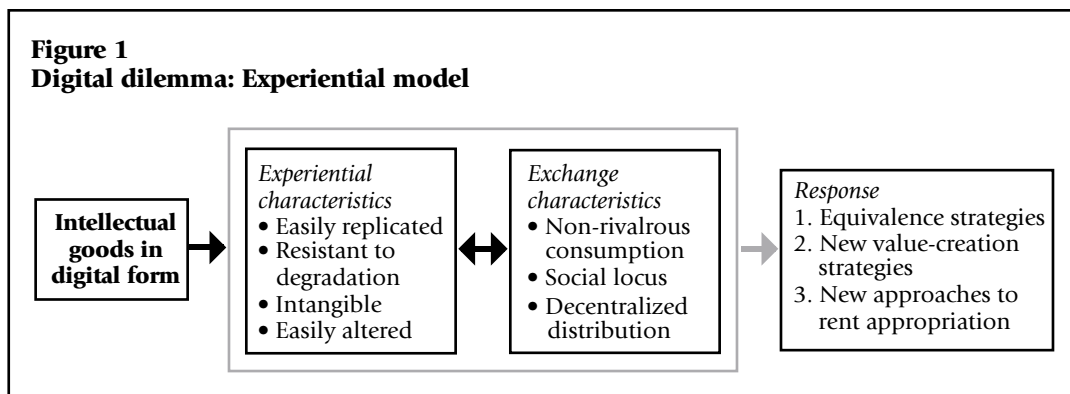 Figure 1
Digital dilemma: Experiential model
Intellectual
goods in
digital form
Experiential
characteristics
• Easily replicated
• Resistant to
degradation
• Intangible
• Easily altered
Exchange
characteristics
• Non-rivalrous
consumption
• Social locus
• Decentralized
distribution
Response
1. Equivalence strategies
2. New value-creation
strategies
3. New approaches to
rent appropriation